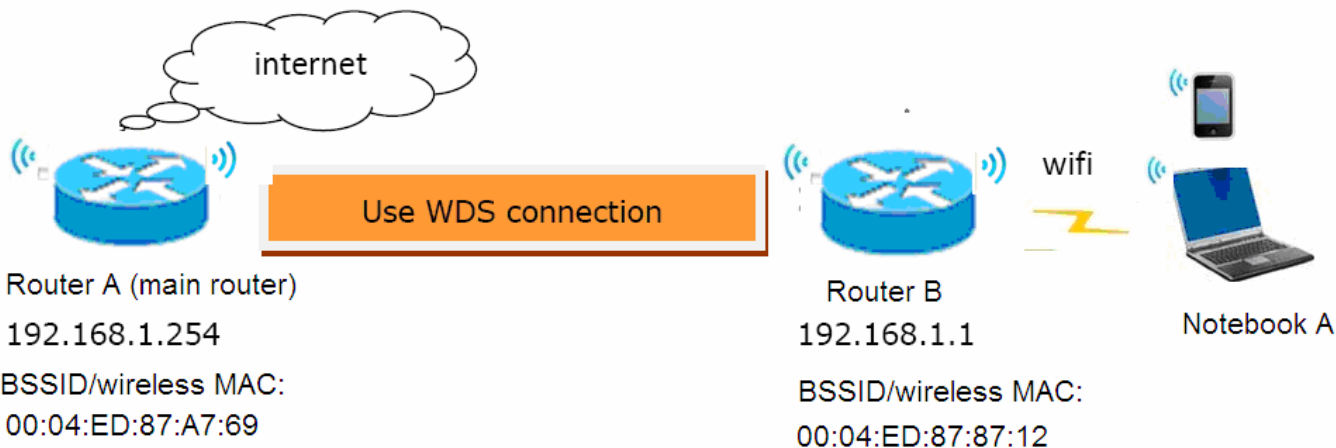 internet
Use WDS connection
wifi
Router A (main router)
192.168.1.254
BSSID/wireless MAC:
00:04:ED:87:A7:69
Router B
192.168.1.1
BSSID/wireless MAC:
00:04:ED:87:87:12
Notebook A